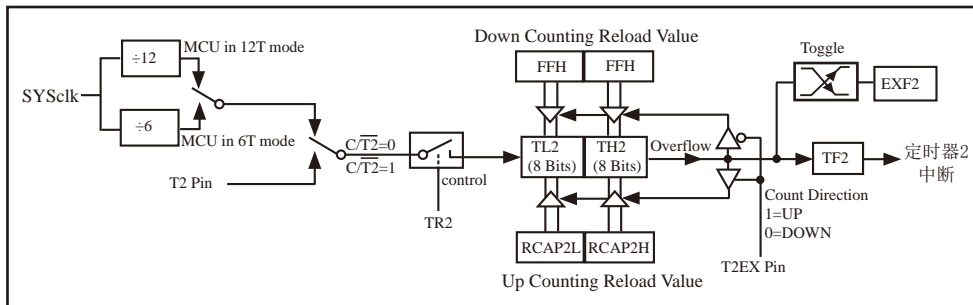 Down Counting Reload Value
Toggle
MCU in 12T mode
÷12
FFH
FFH
EXF2
SYSclk
÷6
MCU in 6T mode
C/T2=0
C/T2=1
TL2
(8 Bits)
TH2
(8 Bits)
Overflow
TF2
定时器2
中断
T2 Pin
control
Count Direction
1=UP
0=DOWN
TR2
RCAP2L
RCAP2H
T2EX Pin
Up Counting Reload Value